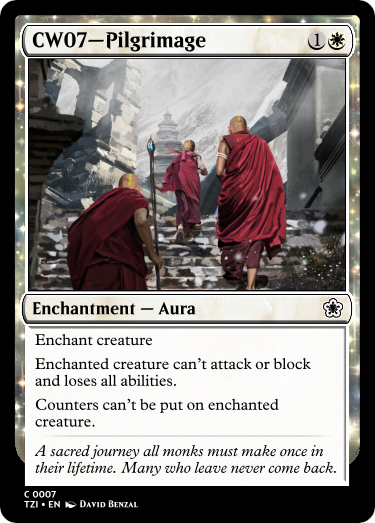 CW07—Pilgrimage 1
Enchantment — Aura
Enchant creature
Enchanted creature can't attack or block
and loses all abilities.
Counters can't be put on enchanted
creature.
A sacred journey all monks must make once in
their lifetime. Many who leave never come back.
C 0007
TZI • EN David Benzal